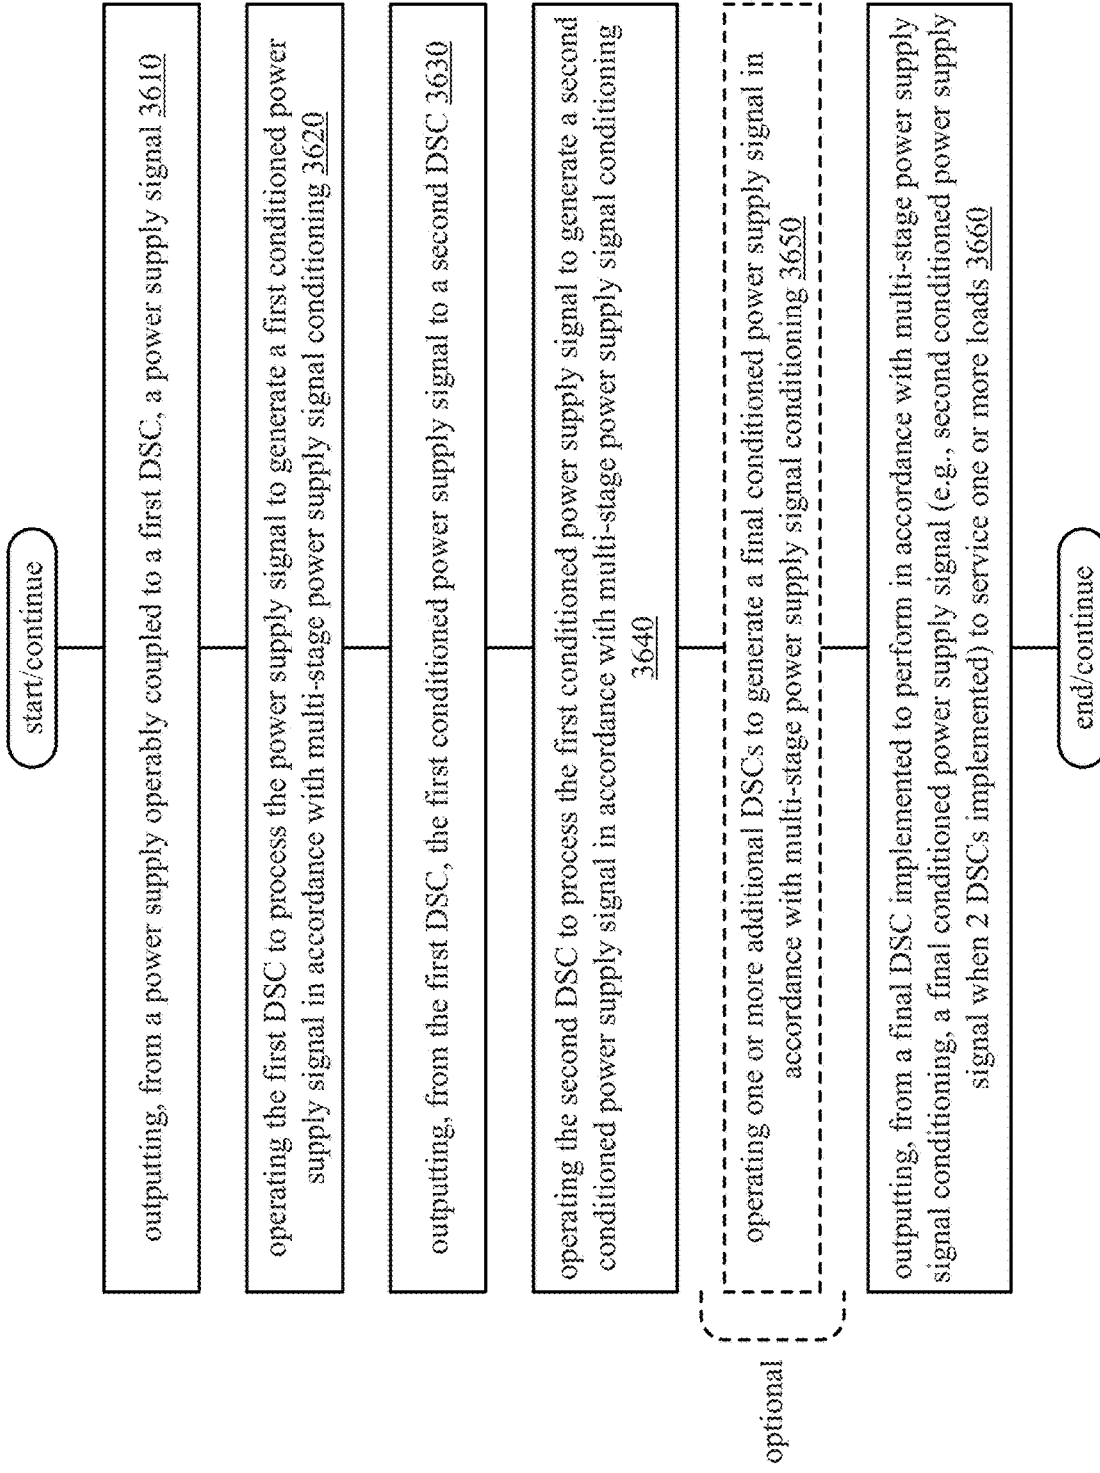 start/continue
outputting, from a power supply operably coupled to a first DSC, a power supply signal 3610
operating the first DSC to process the power supply signal to generate a first conditioned power
supply signal in accordance with multi-stage power supply signal conditioning 3620
outputting, from the first DSC, the first conditioned power supply signal to a second DSC 3630
operating the second DSC to process the first conditioned power supply signal to generate a second
conditioned power supply signal in accordance with multi-stage power supply signal conditioning
3640
optional
operating one or more additional DSCs to generate a final conditioned power supply signal in
accordance with multi-stage power supply signal conditioning 3650
outputting, from a final DSC implemented to perform in accordance with multi-stage power supply
signal conditioning, a final conditioned power supply signal (e.g., second conditioned power supply
signal when 2 DSCs implemented) to service one or more loads 3660
end/continue